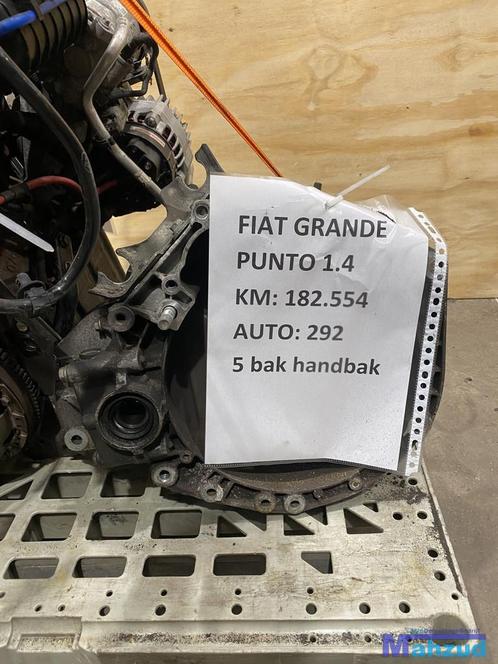 FIAT GRANDE
PUNTO 1.4
KM: 182.554
AUTO: 292
5 bak handbak
Mahzud